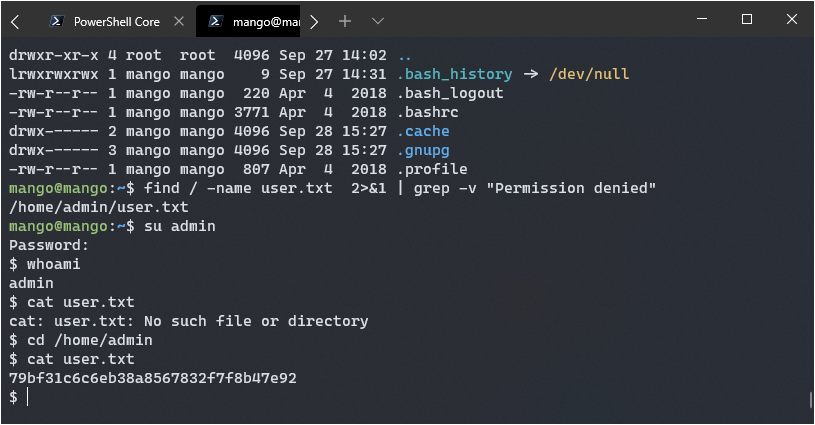 PowerShell Core
mango@mar
drwxr-xr-x 4 root  root  4096 Sep 27 14:02 ..
lrwxrwxrwx 1 mango mango    9 Sep 27 14:31 .bash_history -> /dev/null
-rw-r--r-- 1 mango mango  220 Apr  4  2018 .bash_logout
-rw-r--r-- 1 mango mango 3771 Apr  4  2018 .bashrc
drwx------ 2 mango mango 4096 Sep 28 15:27 .cache
drwx------ 3 mango mango 4096 Sep 28 15:27 .gnupg
-rw-r--r-- 1 mango mango  807 Apr  4  2018 .profile
mango@mango:~$ find / -name user.txt  2>&1 | grep -v "Permission denied"
/home/admin/user.txt
mango@mango:~$ su admin
Password:
$ whoami
admin
$ cat user.txt
cat: user.txt: No such file or directory
$ cd /home/admin
$ cat user.txt
79bf31c6c6eb38a8567832f7f8b47e92
$